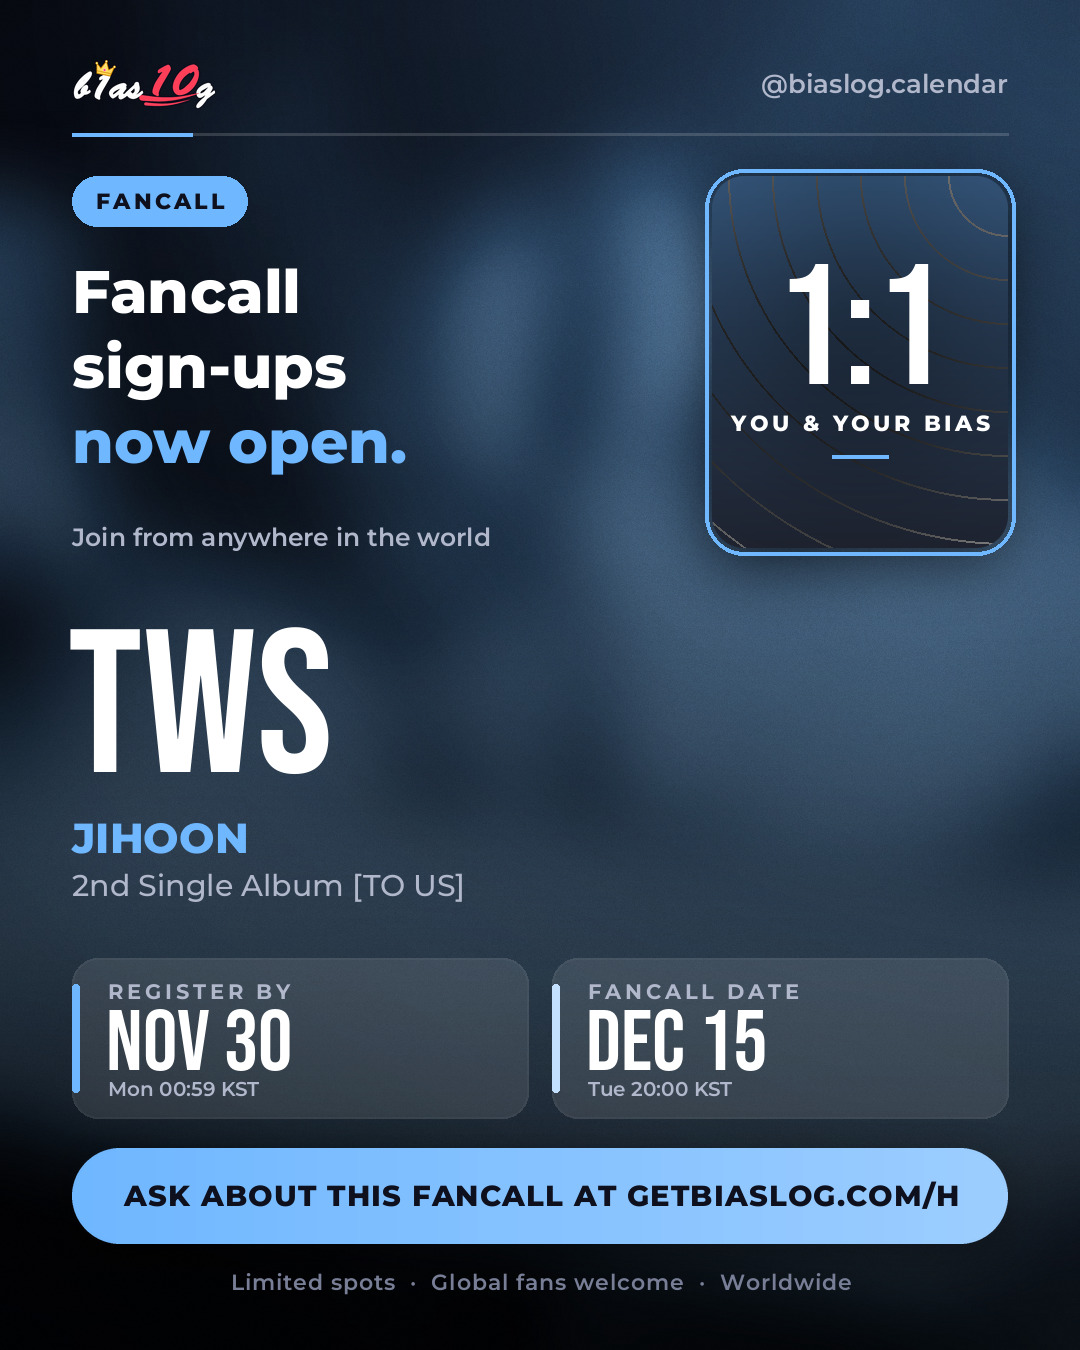 b1as10g
@biaslog.calendar
FANCALL
Fancall
sign-ups
now open.
Join from anywhere in the world
1:1
YOU & YOUR BIAS
TWS
JIHOON
2nd Single Album [TO US]
REGISTER BY
NOV 30
Mon 00:59 KST
FANCALL DATE
DEC 15
Tue 20:00 KST
ASK ABOUT THIS FANCALL AT GETBIASLOG.COM/H
Limited spots · Global fans welcome · Worldwide